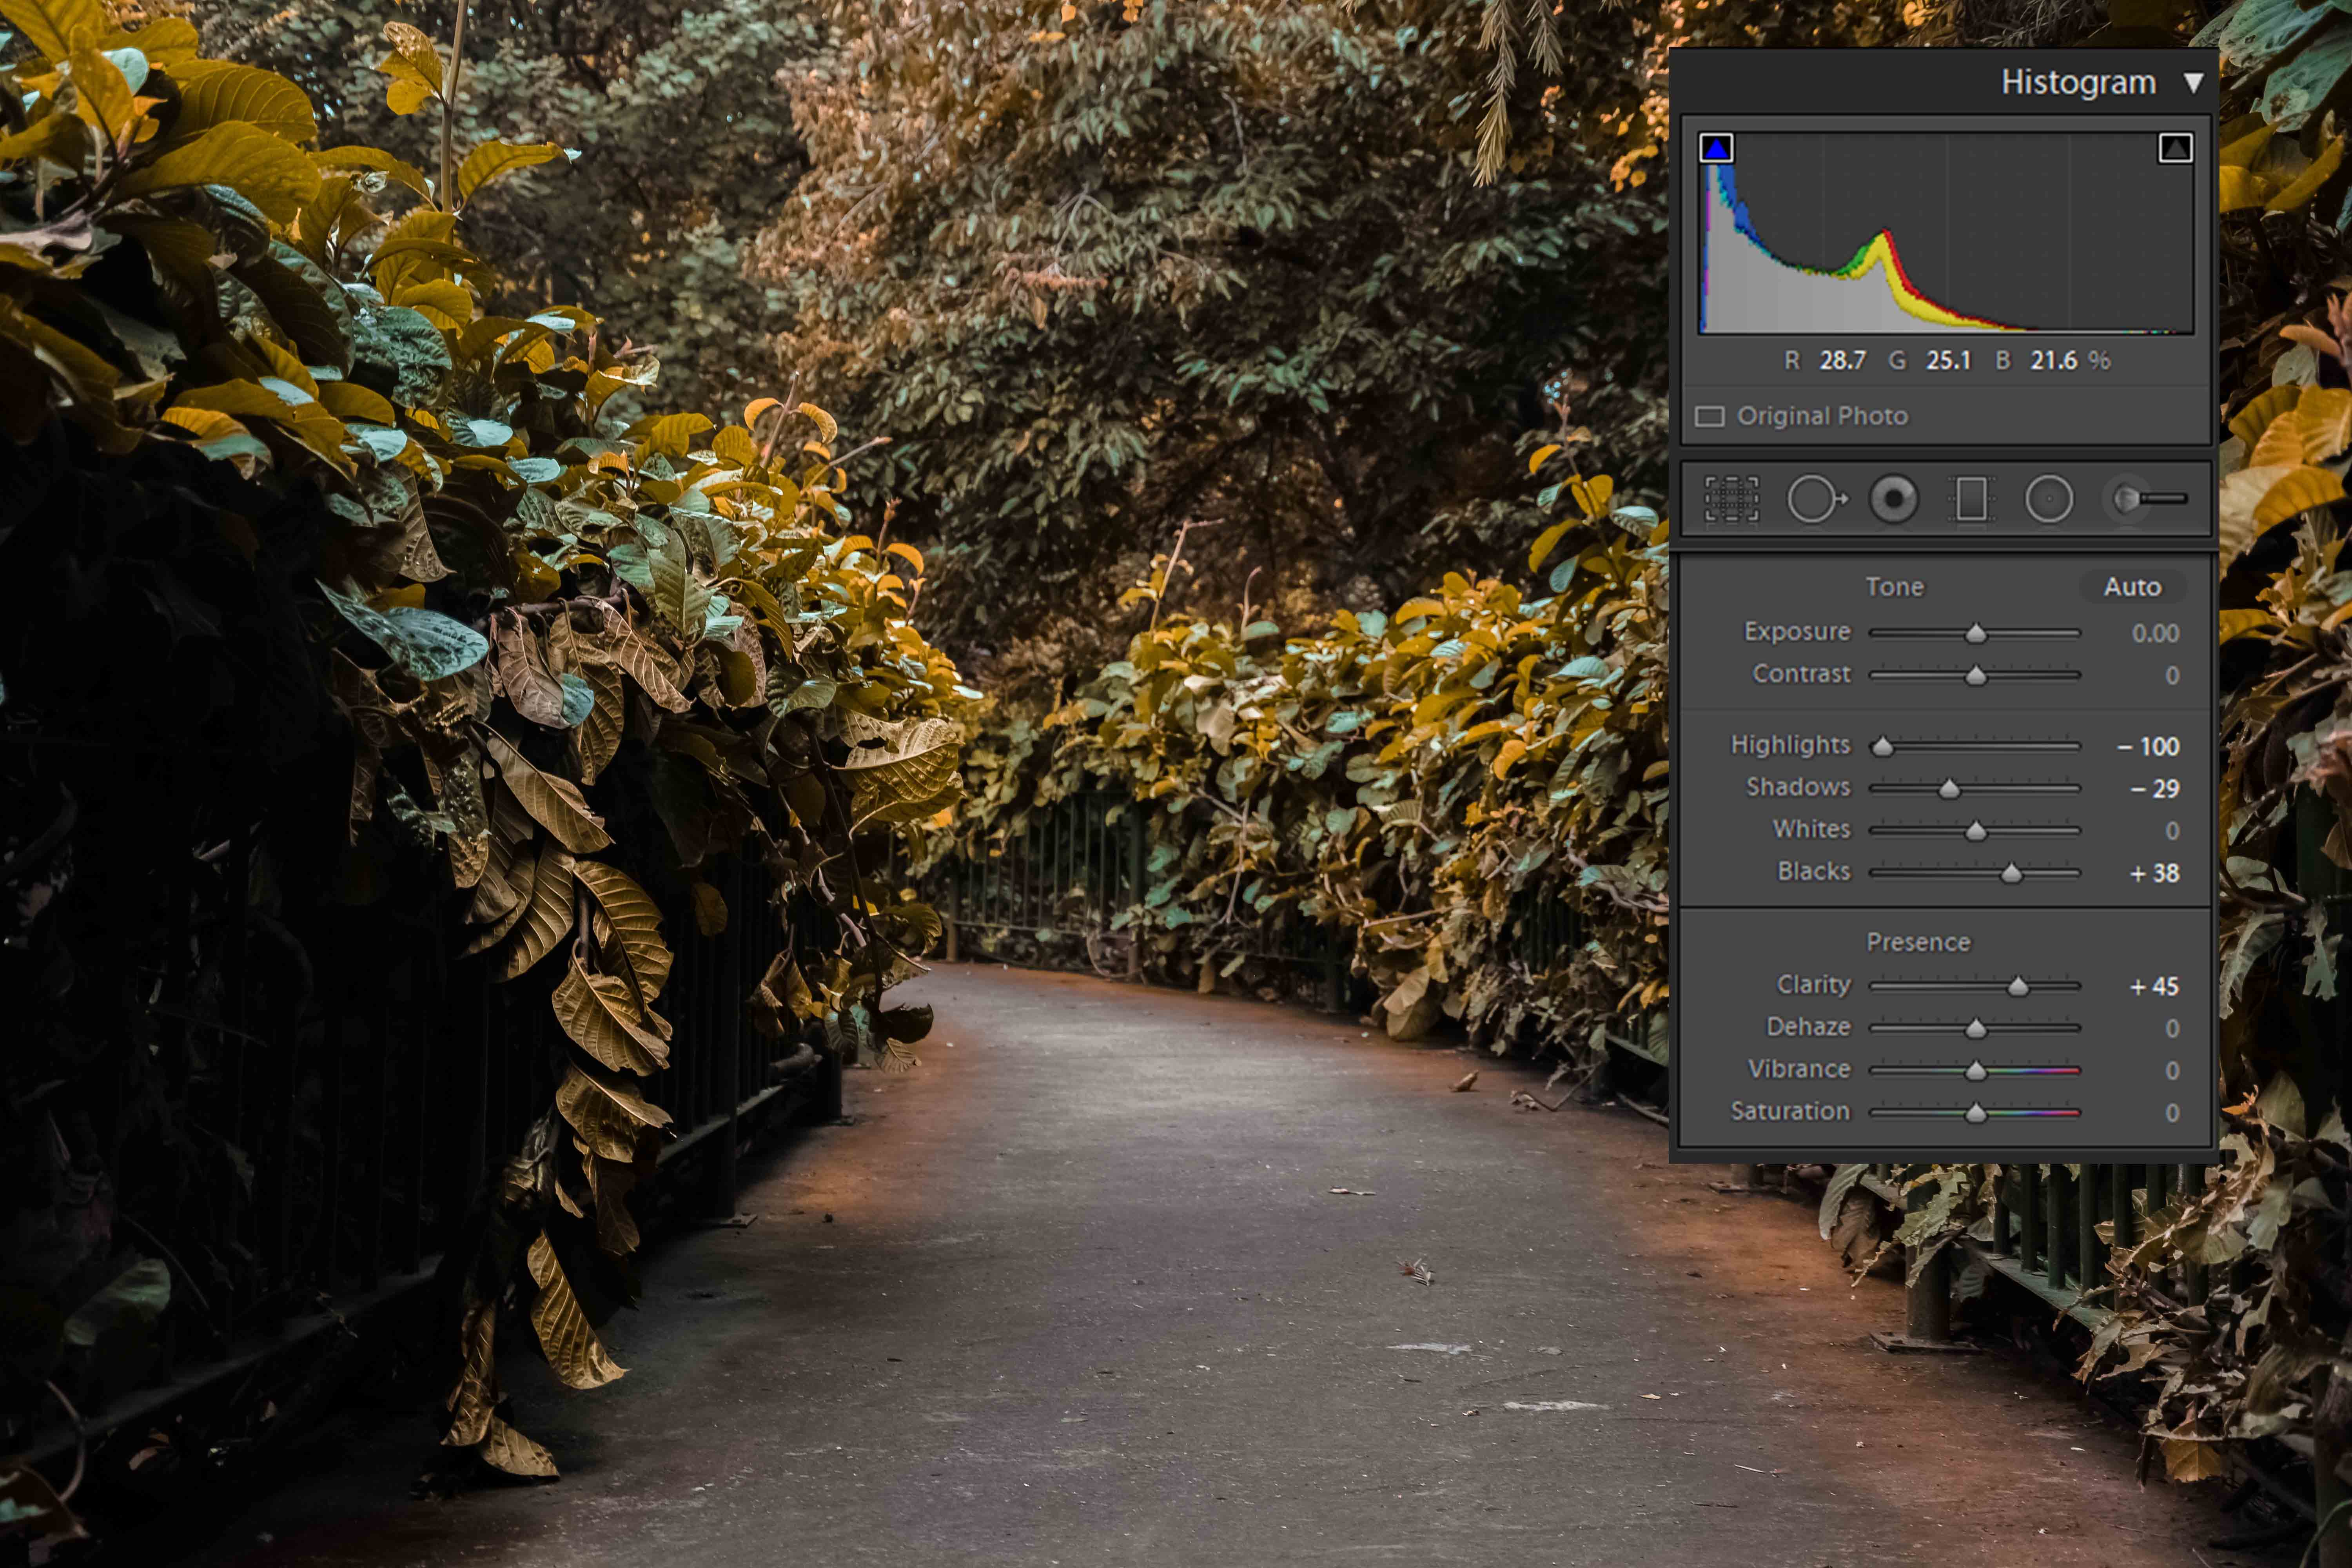 Histogram
R 28.7 G 25.1 B 21.6 %
Original Photo
Tone Auto
Exposure 0.00
Contrast 0
Highlights – 100
Shadows – 29
Whites 0
Blacks + 38
Presence
Clarity + 45
Dehaze 0
Vibrance 0
Saturation 0